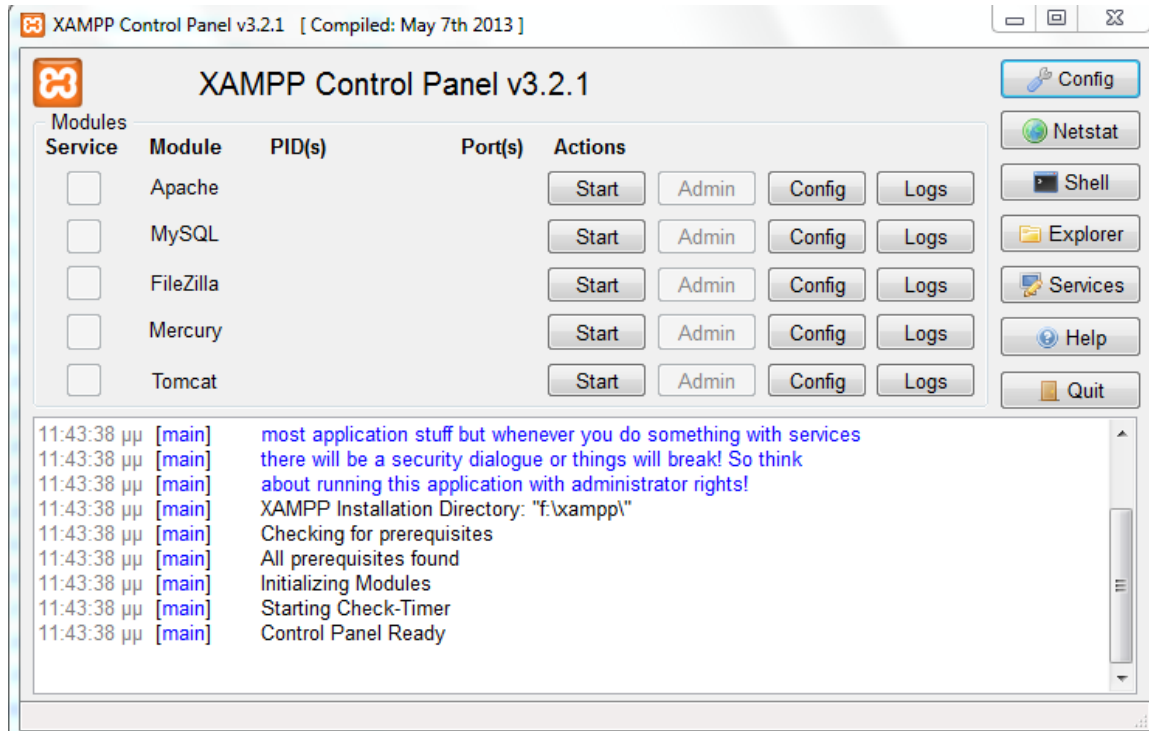 XAMPP Control Panel v3.2.1 [ Compiled: May 7th 2013 ]
XAMPP Control Panel v3.2.1
Config
Modules
Netstat
Service Module PID(s) Port(s) Actions
Apache Start Admin Config Logs
Shell
MySQL Start Admin Config Logs
Explorer
FileZilla Start Admin Config Logs
Services
Mercury Start Admin Config Logs
Help
Tomcat Start Admin Config Logs
Quit
11:43:38 μμ [main] most application stuff but whenever you do something with services
11:43:38 μμ [main] there will be a security dialogue or things will break! So think
11:43:38 μμ [main] about running this application with administrator rights!
11:43:38 μμ [main] XAMPP Installation Directory: "f:\xampp\"
11:43:38 μμ [main] Checking for prerequisites
11:43:38 μμ [main] All prerequisites found
11:43:38 μμ [main] Initializing Modules
11:43:38 μμ [main] Starting Check-Timer
11:43:38 μμ [main] Control Panel Ready